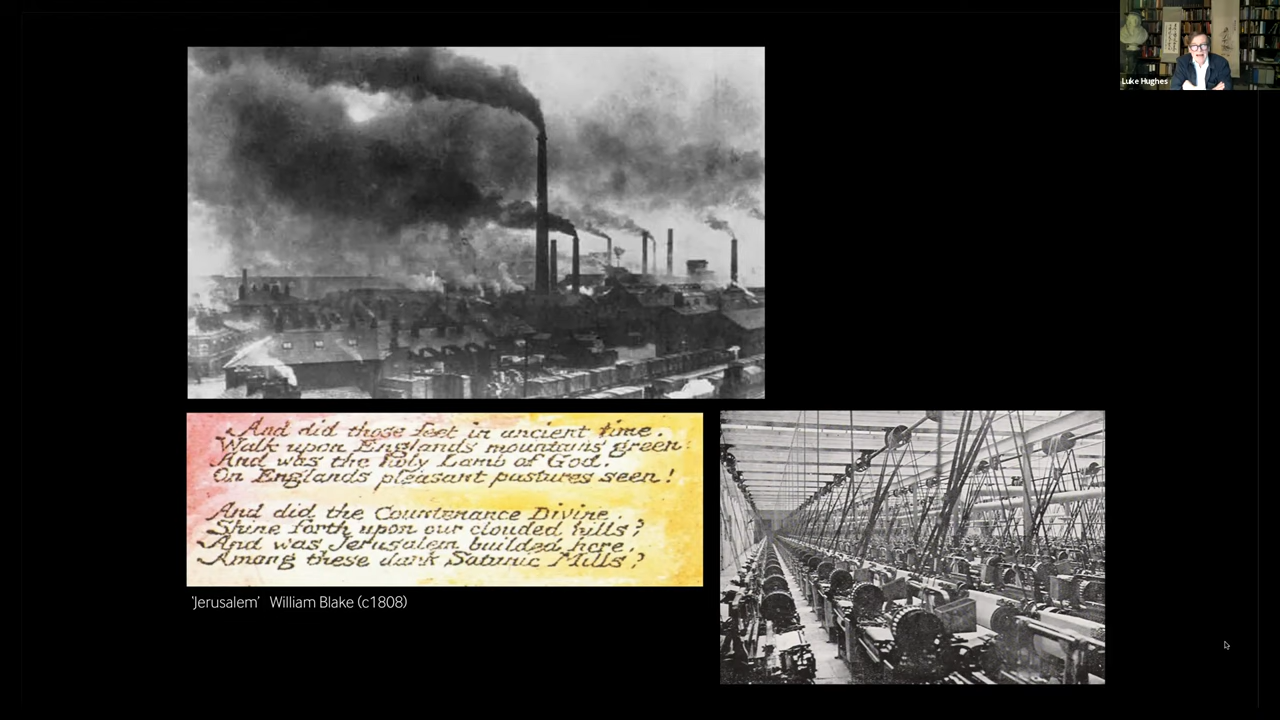 Luke Hughes
And did those feet in ancient time.
Walk upon Englands mountains green:
And was the holy Lamb of God,
On Englands pleasant pastures seen!
And did the Countenance Divine,
Shine forth upon our clouded hills?
And was Jerusalem builded here,
Among these dark Satanic Mills?
‘Jerusalem’ William Blake (c1808)